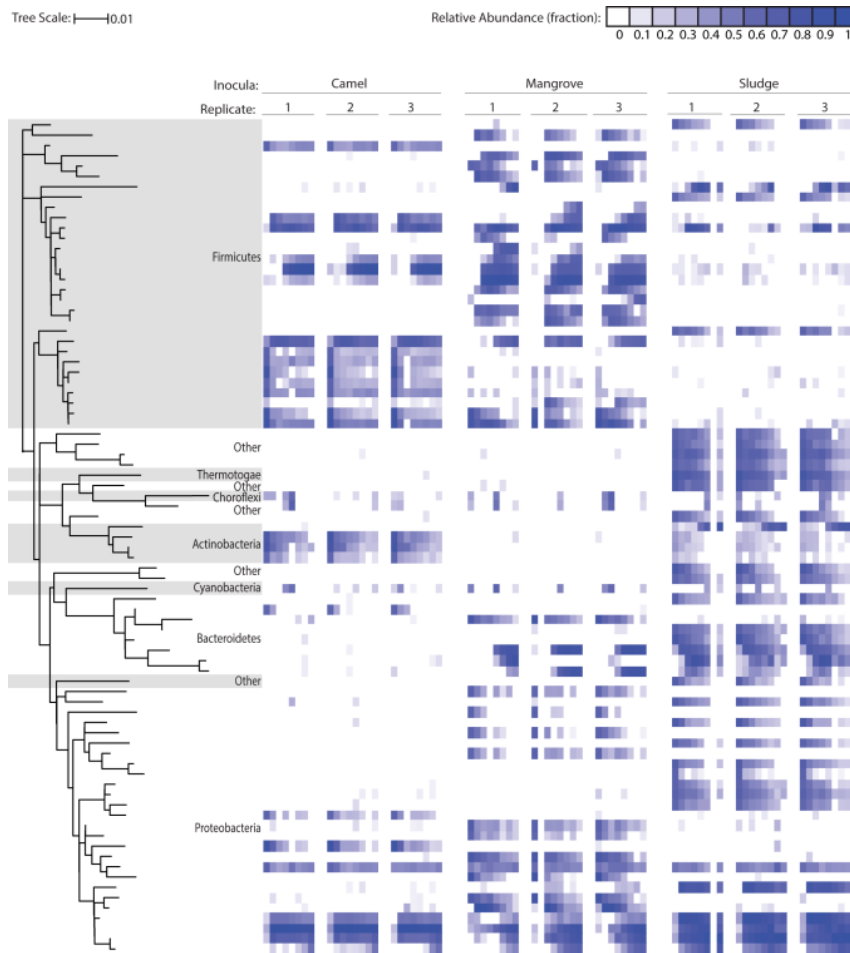 Tree Scale: 0.01
Relative Abundance (fraction):
0 0.1 0.2 0.3 0.4 0.5 0.6 0.7 0.8 0.9 1
Inocula: Camel Mangrove Sludge
Replicate: 1 2 3 1 2 3 1 2 3
Firmicutes
Other
Thermotogae
Other
Choroflexi
Other
Actinobacteria
Other
Cyanobacteria
Bacteroidetes
Other
Proteobacteria